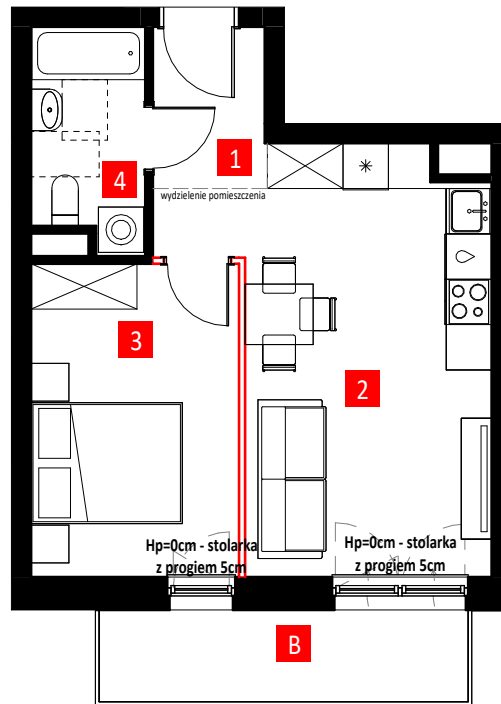 1
4
wydzielenie pomieszczenia
3
2
Hp=0cm - stolarka
z progiem 5cm
Hp=0cm - stolarka
z progiem 5cm
B